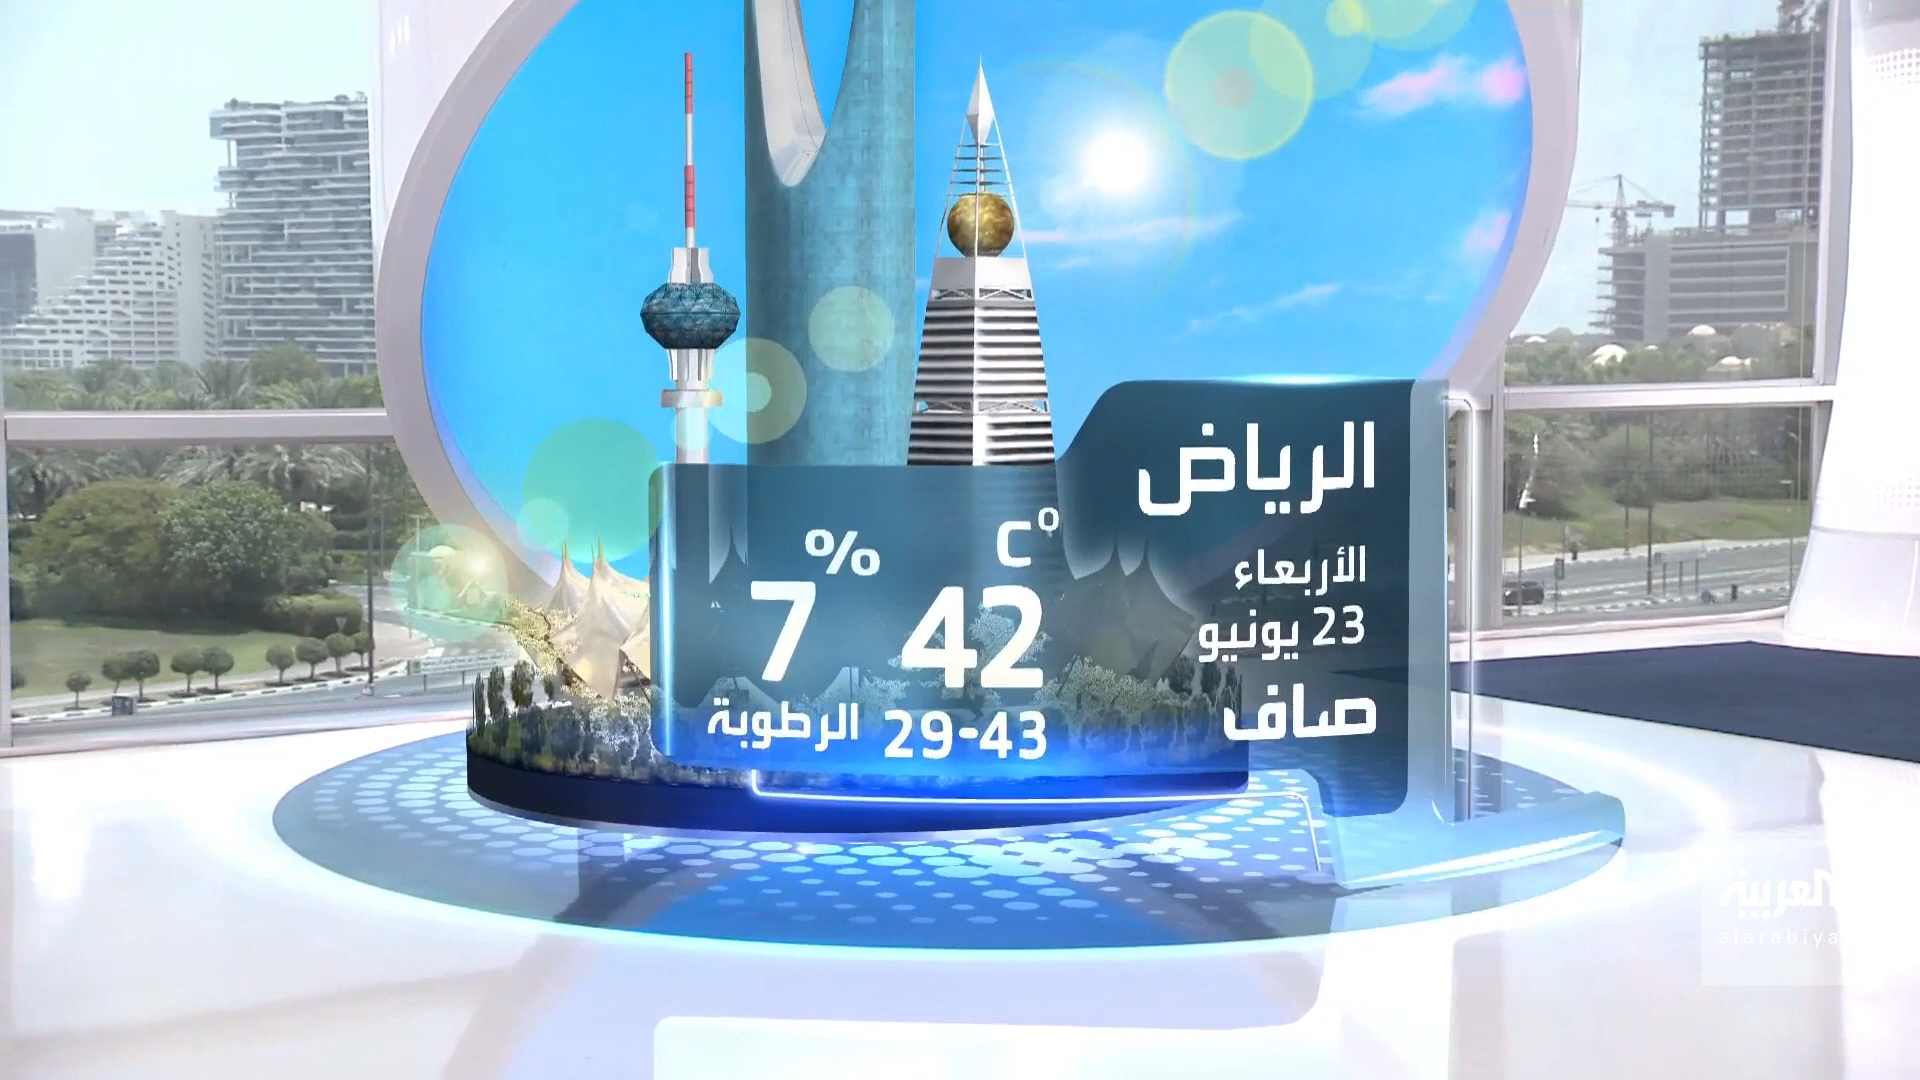 الرياض
الأربعاء
23 يونيو
صاف
C°
42
29-43
%
7
الرطوبة
العربية
alarabiya